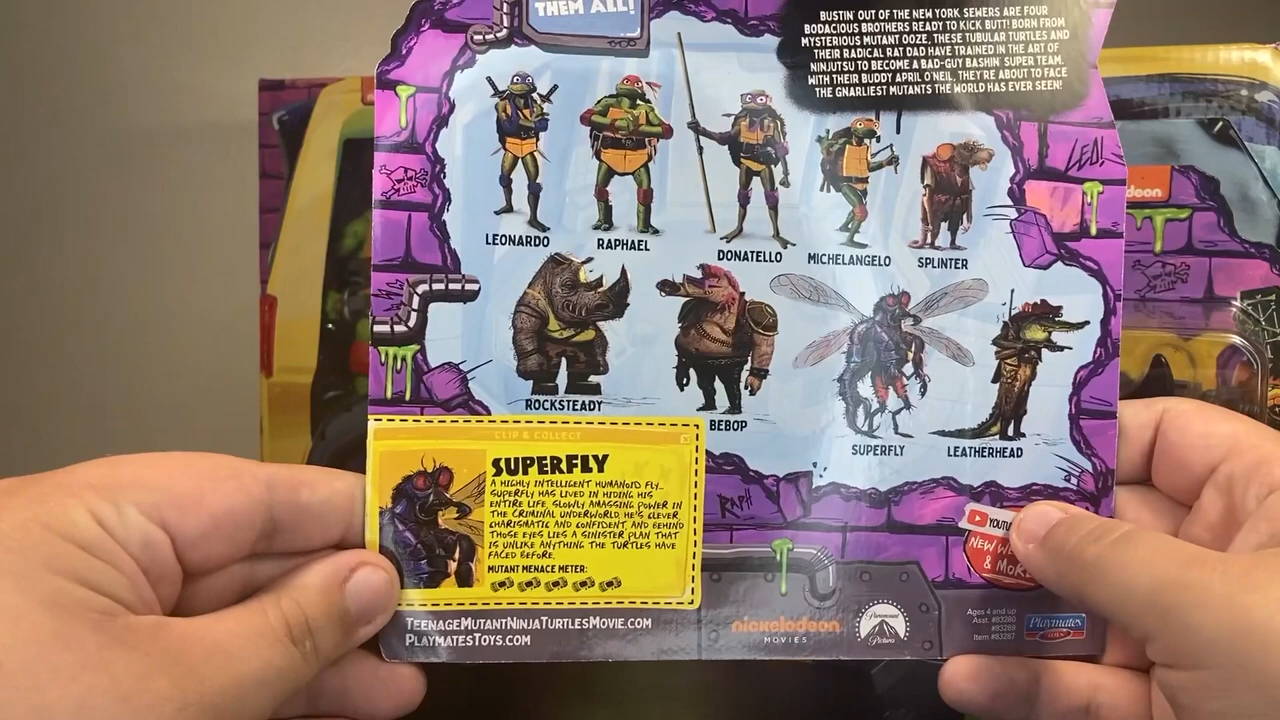 THEM ALL!
BUSTIN' OUT OF THE NEW YORK SEWERS ARE FOUR
BODACIOUS BROTHERS READY TO KICK BUTT! BORN FROM
MYSTERIOUS MUTANT OOZE, THESE TUBULAR TURTLES AND
THEIR RADICAL RAT DAD HAVE TRAINED IN THE ART OF
NINJUTSU TO BECOME A BAD-GUY BASHIN' SUPER TEAM.
WITH THEIR BUDDY APRIL O'NEIL, THEY'RE ABOUT TO FACE
THE GNARLIEST MUTANTS THE WORLD HAS EVER SEEN!
LEO!
LEONARDO
RAPHAEL
DONATELLO
MICHELANGELO
SPLINTER
ROCKSTEADY
BEBOP
SUPERFLY
LEATHERHEAD
CLIP & COLLECT
SUPERFLY
A HIGHLY INTELLIGENT HUMANOID FLY...
SUPERFLY HAS LIVED IN HIDING HIS
ENTIRE LIFE, SLOWLY AMASSING POWER IN
THE CRIMINAL UNDERWORLD. HE'S CLEVER,
CHARISMATIC AND CONFIDENT, AND BEHIND
THOSE EYES LIES A SINISTER PLAN THAT
IS UNLIKE ANYTHING THE TURTLES HAVE
FACED BEFORE.
MUTANT MENACE METER:
RAPH
NEW
& MORE
TEENAGEMUTANTNINJATURTLESMOVIE.COM
PLAYMATESTOYS.COM
nickelodeon
MOVIES
Paramount
Pictures
Ages 4 and up
Asst. #83280
#83269
Item #83287
Playmates
TOYS